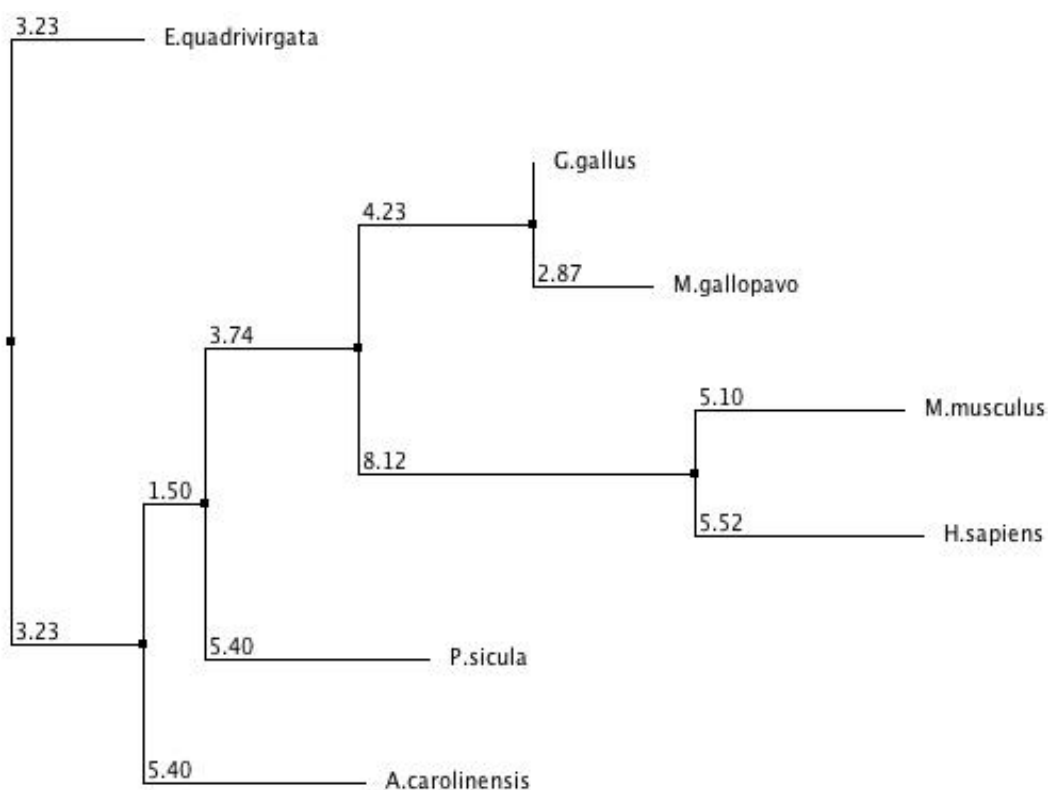 3.23
E.quadrivirgata
G.gallus
4.23
2.87
M.gallopavo
3.74
5.10
M.musculus
8.12
1.50
5.52
H.sapiens
3.23
5.40
P.sicula
5.40
A.carolinensis